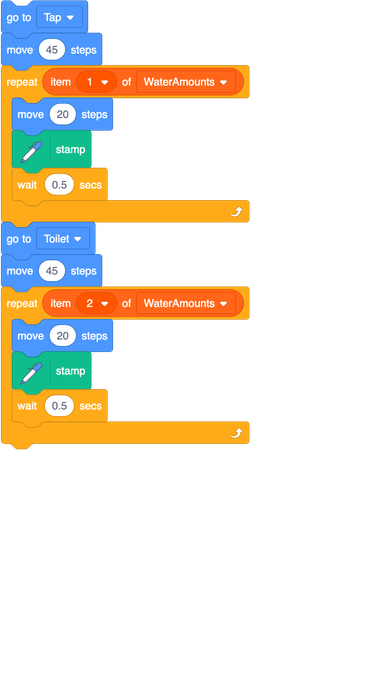 go to Tap
move 45 steps
repeat item 1 of WaterAmounts
move 20 steps
stamp
wait 0.5 secs
go to Toilet
move 45 steps
repeat item 2 of WaterAmounts
move 20 steps
stamp
wait 0.5 secs